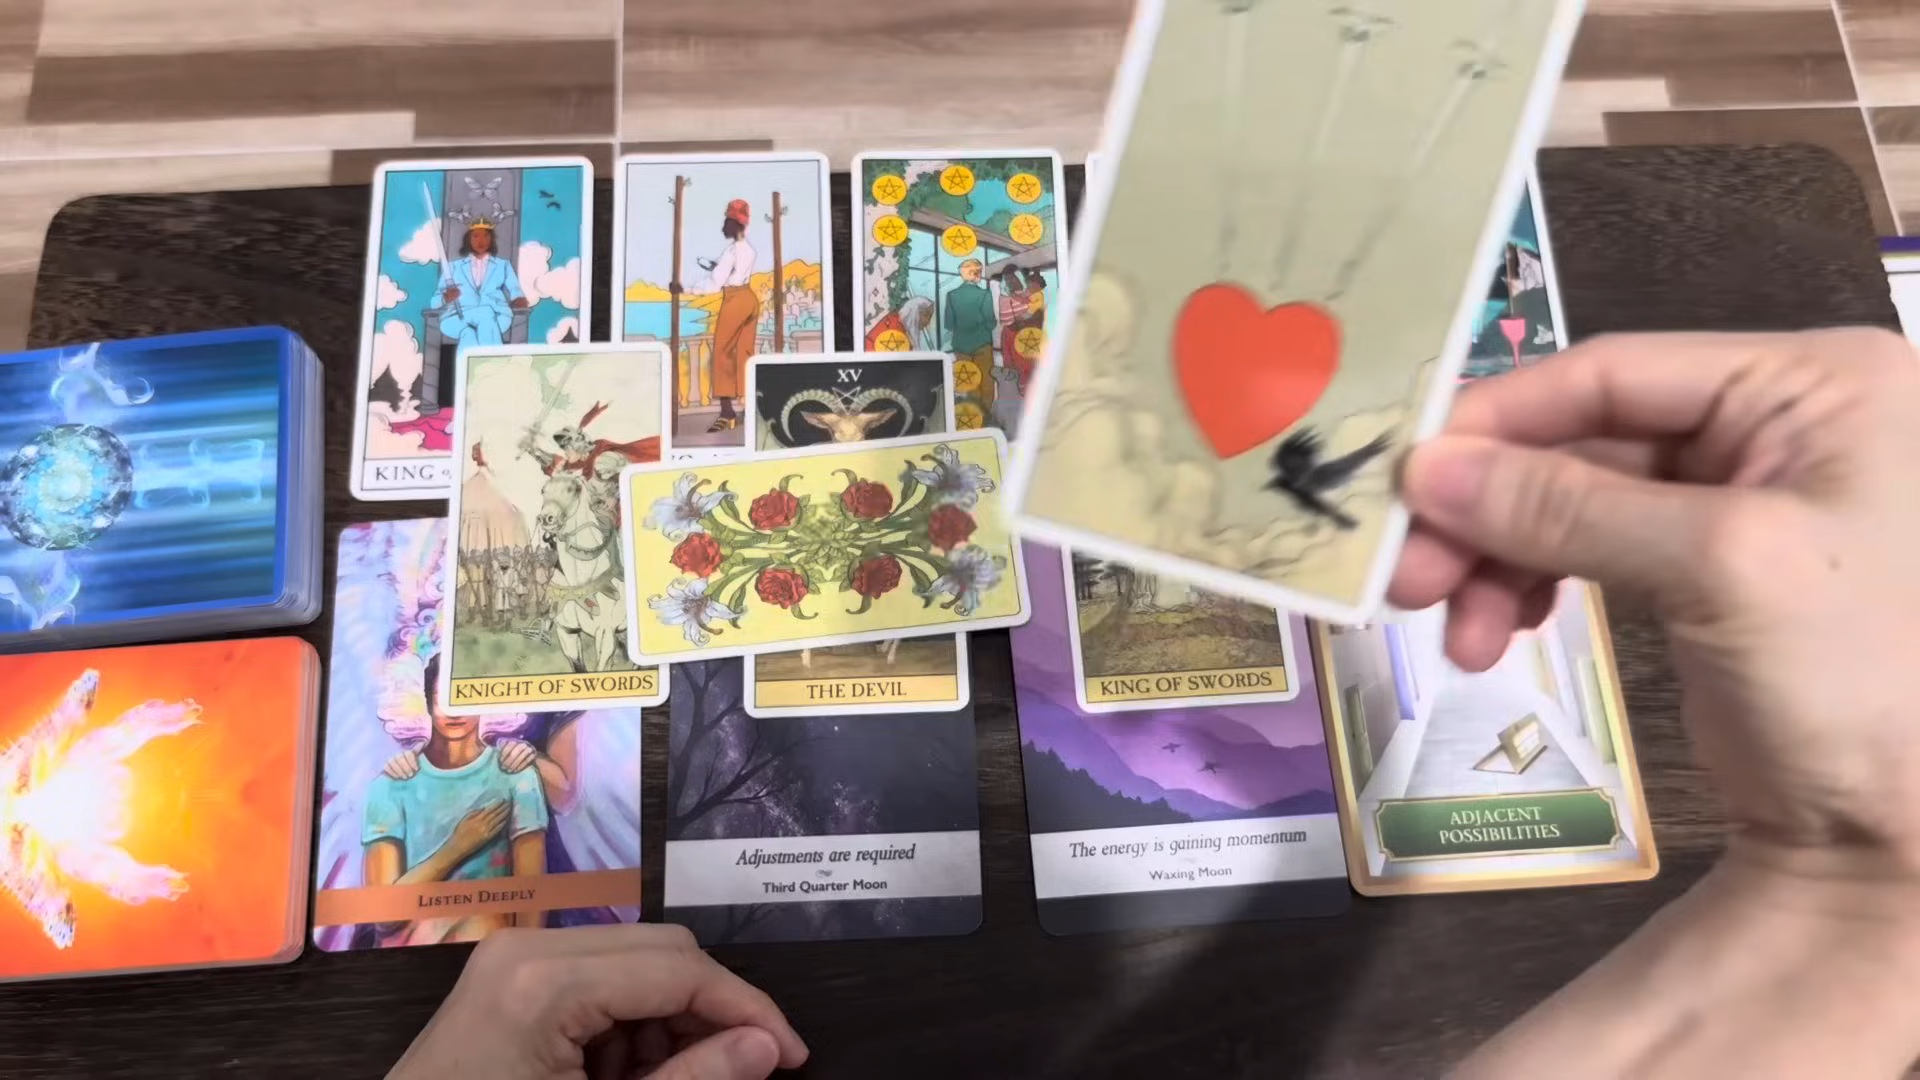 KING
XV
KNIGHT OF SWORDS
THE DEVIL
KING OF SWORDS
LISTEN DEEPLY
Adjustments are required
Third Quarter Moon
The energy is gaining momentum
Waxing Moon
ADJACENT
POSSIBILITIES